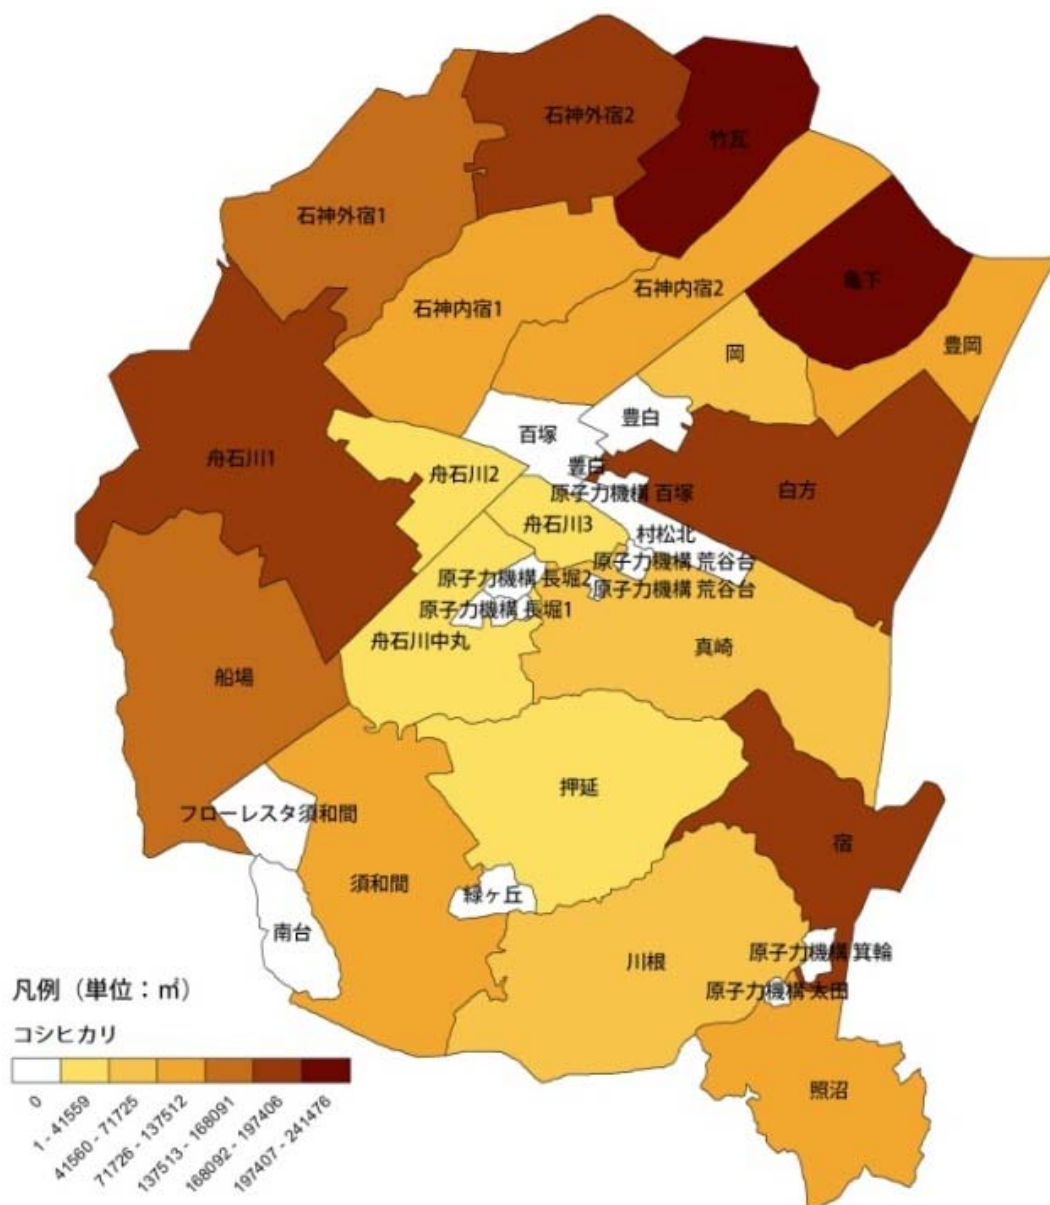 石神外宿2
竹瓦
石神外宿1
亀下
石神内宿2
石神内宿1
豊岡
岡
豊白
百塚
舟石川1
豊白
舟石川2
白方
原子力機構 百塚
舟石川3
村松北
原子力機構 荒谷台
原子力機構 長堀2
原子力機構 荒谷台
原子力機構 長堀1
舟石川中丸
真崎
船場
押延
フローレスタ須和間
宿
須和間
緑ヶ丘
南台
原子力機構 箕輪
川根
原子力機構 太田
照沼
凡例（単位：㎡）
コシヒカリ
0
1 - 41559
41560 - 71725
71726 - 137512
137513 - 168091
168092 - 197406
197407 - 241476